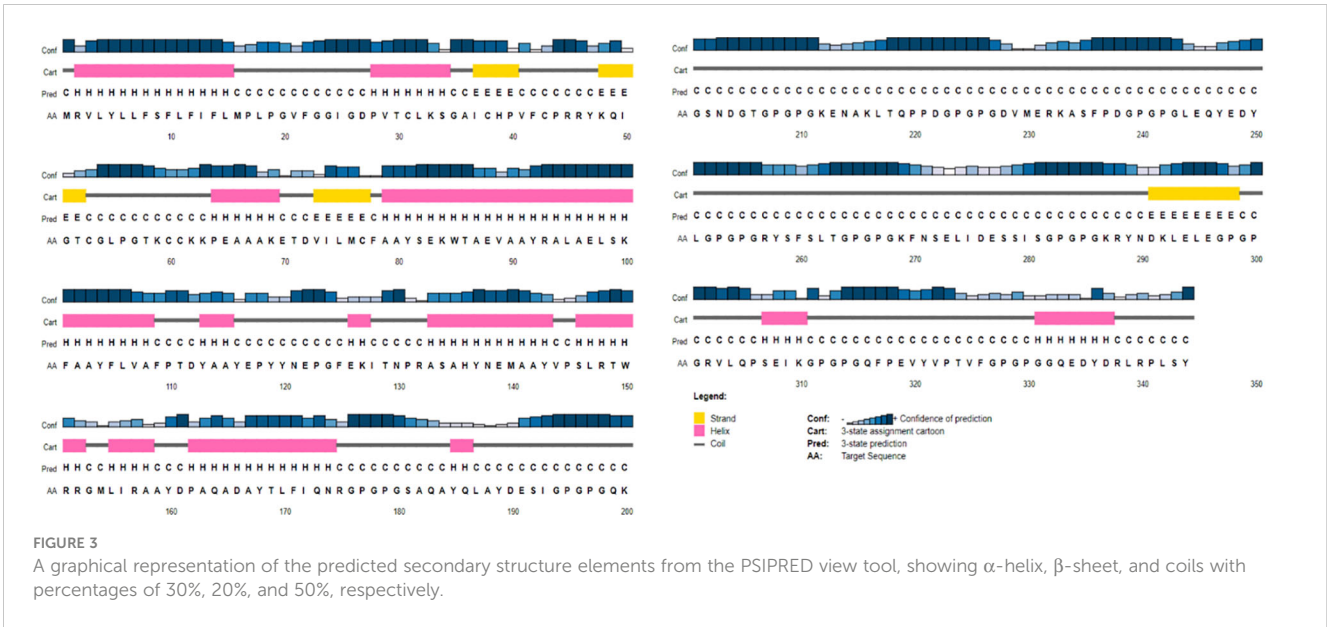 Conf
Cart
Pred C H H H H H H H H H H H H H H C C C C C C C C C C C C H H H H H H H C C E E E E C C C C C C C E E E
AA M R V L Y L L F S F L F I F L M P L P G V F G G I G D P V T C L K S G A I C H P V F C P R R Y K Q I
10 20 30 40 50
Conf
Cart
Pred E E C C C C C C C C C C C H H H H H H C C C E E E E E C H H H H H H H H H H H H H H H H H H H H H H
AA G T C G L P G T K C C K K P E A A A K E T D V I L M C F A A Y S E K W T A E V A A Y R A L A E L S K
60 70 80 90 100
Conf
Cart
Pred H H H H H H H H C C C C H H H C C C C C C C C C C H H C C C C C H H H H H H H H H H H C C H H H H H
AA F A A Y F L V A F P T D Y A A Y E P Y Y N E P G F E K I T N P R A S A H Y N E M A A Y V P S L R T W
110 120 130 140 150
Conf
Cart
Pred H H C C H H H H C C C H H H H H H H H H H H H H C C C C C C C C C C H H C C C C C C C C C C C C C C
AA R R G M L I R A A Y D P A Q A D A Y T L F I Q N R G P G P G S A Q A Y Q L A Y D E S I G P G P G Q K
160 170 180 190 200
Conf
Cart
Pred C C C C C C C C C C C C C C C C C C C C C C C C C C C C C C C C C C C C C C C C C C C C C C C C C C
AA G S N D G T G P G P G K E N A K L T Q P P D G P G P G D V M E R K A S F P D G P G P G L E Q Y E D Y
210 220 230 240 250
Conf
Cart
Pred C C C C C C C C C C C C C C C C C C C C C C C C C C C C C C C C C C C C C C C C E E E E E E E E C C
AA L G P G P G R Y S F S L T G P G P G K F N S E L I D E S S I S G P G P G K R Y N D K L E L E G P G P
260 270 280 290 300
Conf
Cart
Pred C C C C C C H H H H C C C C C C C C C C C C C C C C C C C C H H H H H H H C C C C C C C
AA G R V L Q P S E I K G P G P G Q F P E V Y V P T V F G P G P G G Q E D Y D R L R P L S Y
310 320 330 340 350
Legend:
Strand Conf: - + Confidence of prediction
Helix Cart: 3-state assignment cartoon
Coil Pred: 3-state prediction
AA: Target Sequence
FIGURE 3
A graphical representation of the predicted secondary structure elements from the PSIPRED view tool, showing α-helix, β-sheet, and coils with
percentages of 30%, 20%, and 50%, respectively.